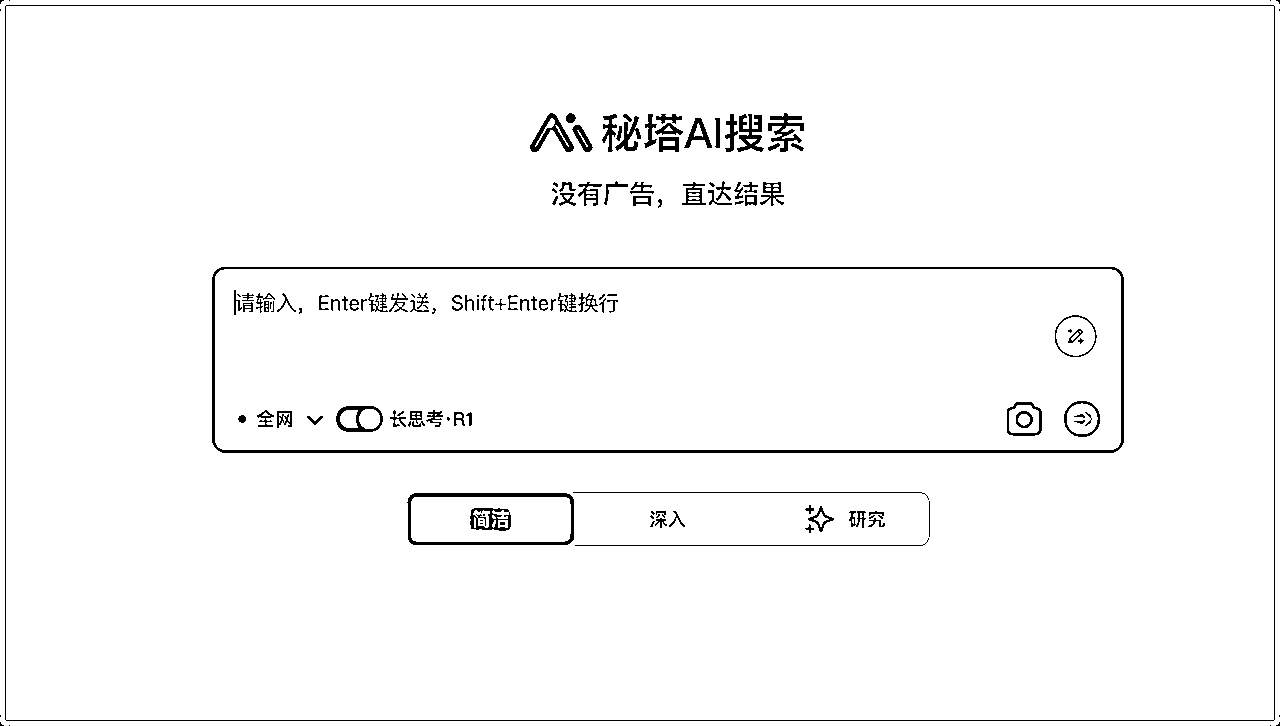 秘塔AI搜索
没有广告，直达结果
请输入，Enter键发送，Shift+Enter键换行
全网 长思考·R1
简洁 深入 研究